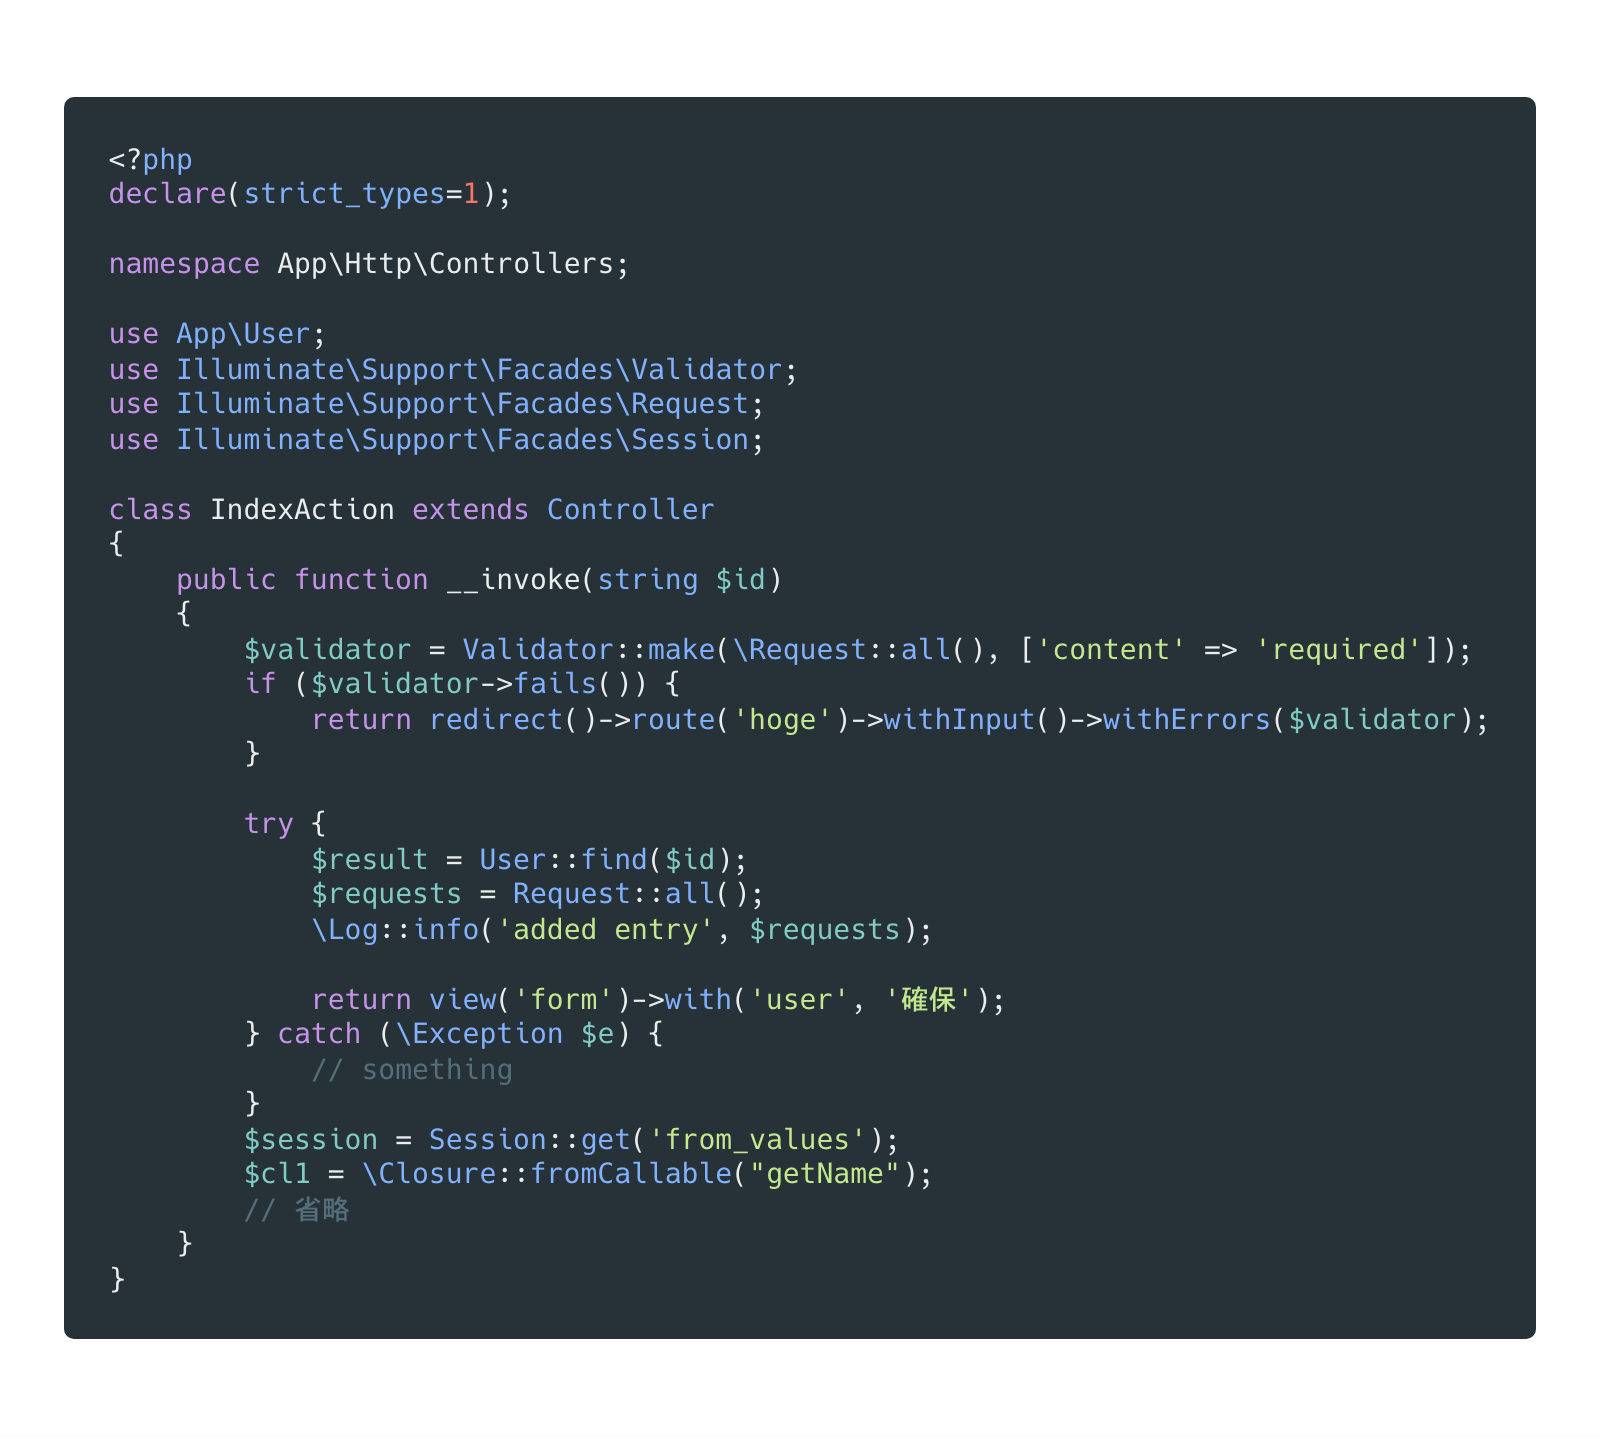 <?php
declare(strict_types=1);

namespace App\Http\Controllers;

use App\User;
use Illuminate\Support\Facades\Validator;
use Illuminate\Support\Facades\Request;
use Illuminate\Support\Facades\Session;

class IndexAction extends Controller
{
    public function __invoke(string $id)
    {
        $validator = Validator::make(\Request::all(), ['content' => 'required']);
        if ($validator->fails()) {
            return redirect()->route('hoge')->withInput()->withErrors($validator);
        }

        try {
            $result = User::find($id);
            $requests = Request::all();
            \Log::info('added entry', $requests);

            return view('form')->with('user', '確保');
        } catch (\Exception $e) {
            // something
        }
        $session = Session::get('from_values');
        $cl1 = \Closure::fromCallable("getName");
        // 省略
    }
}